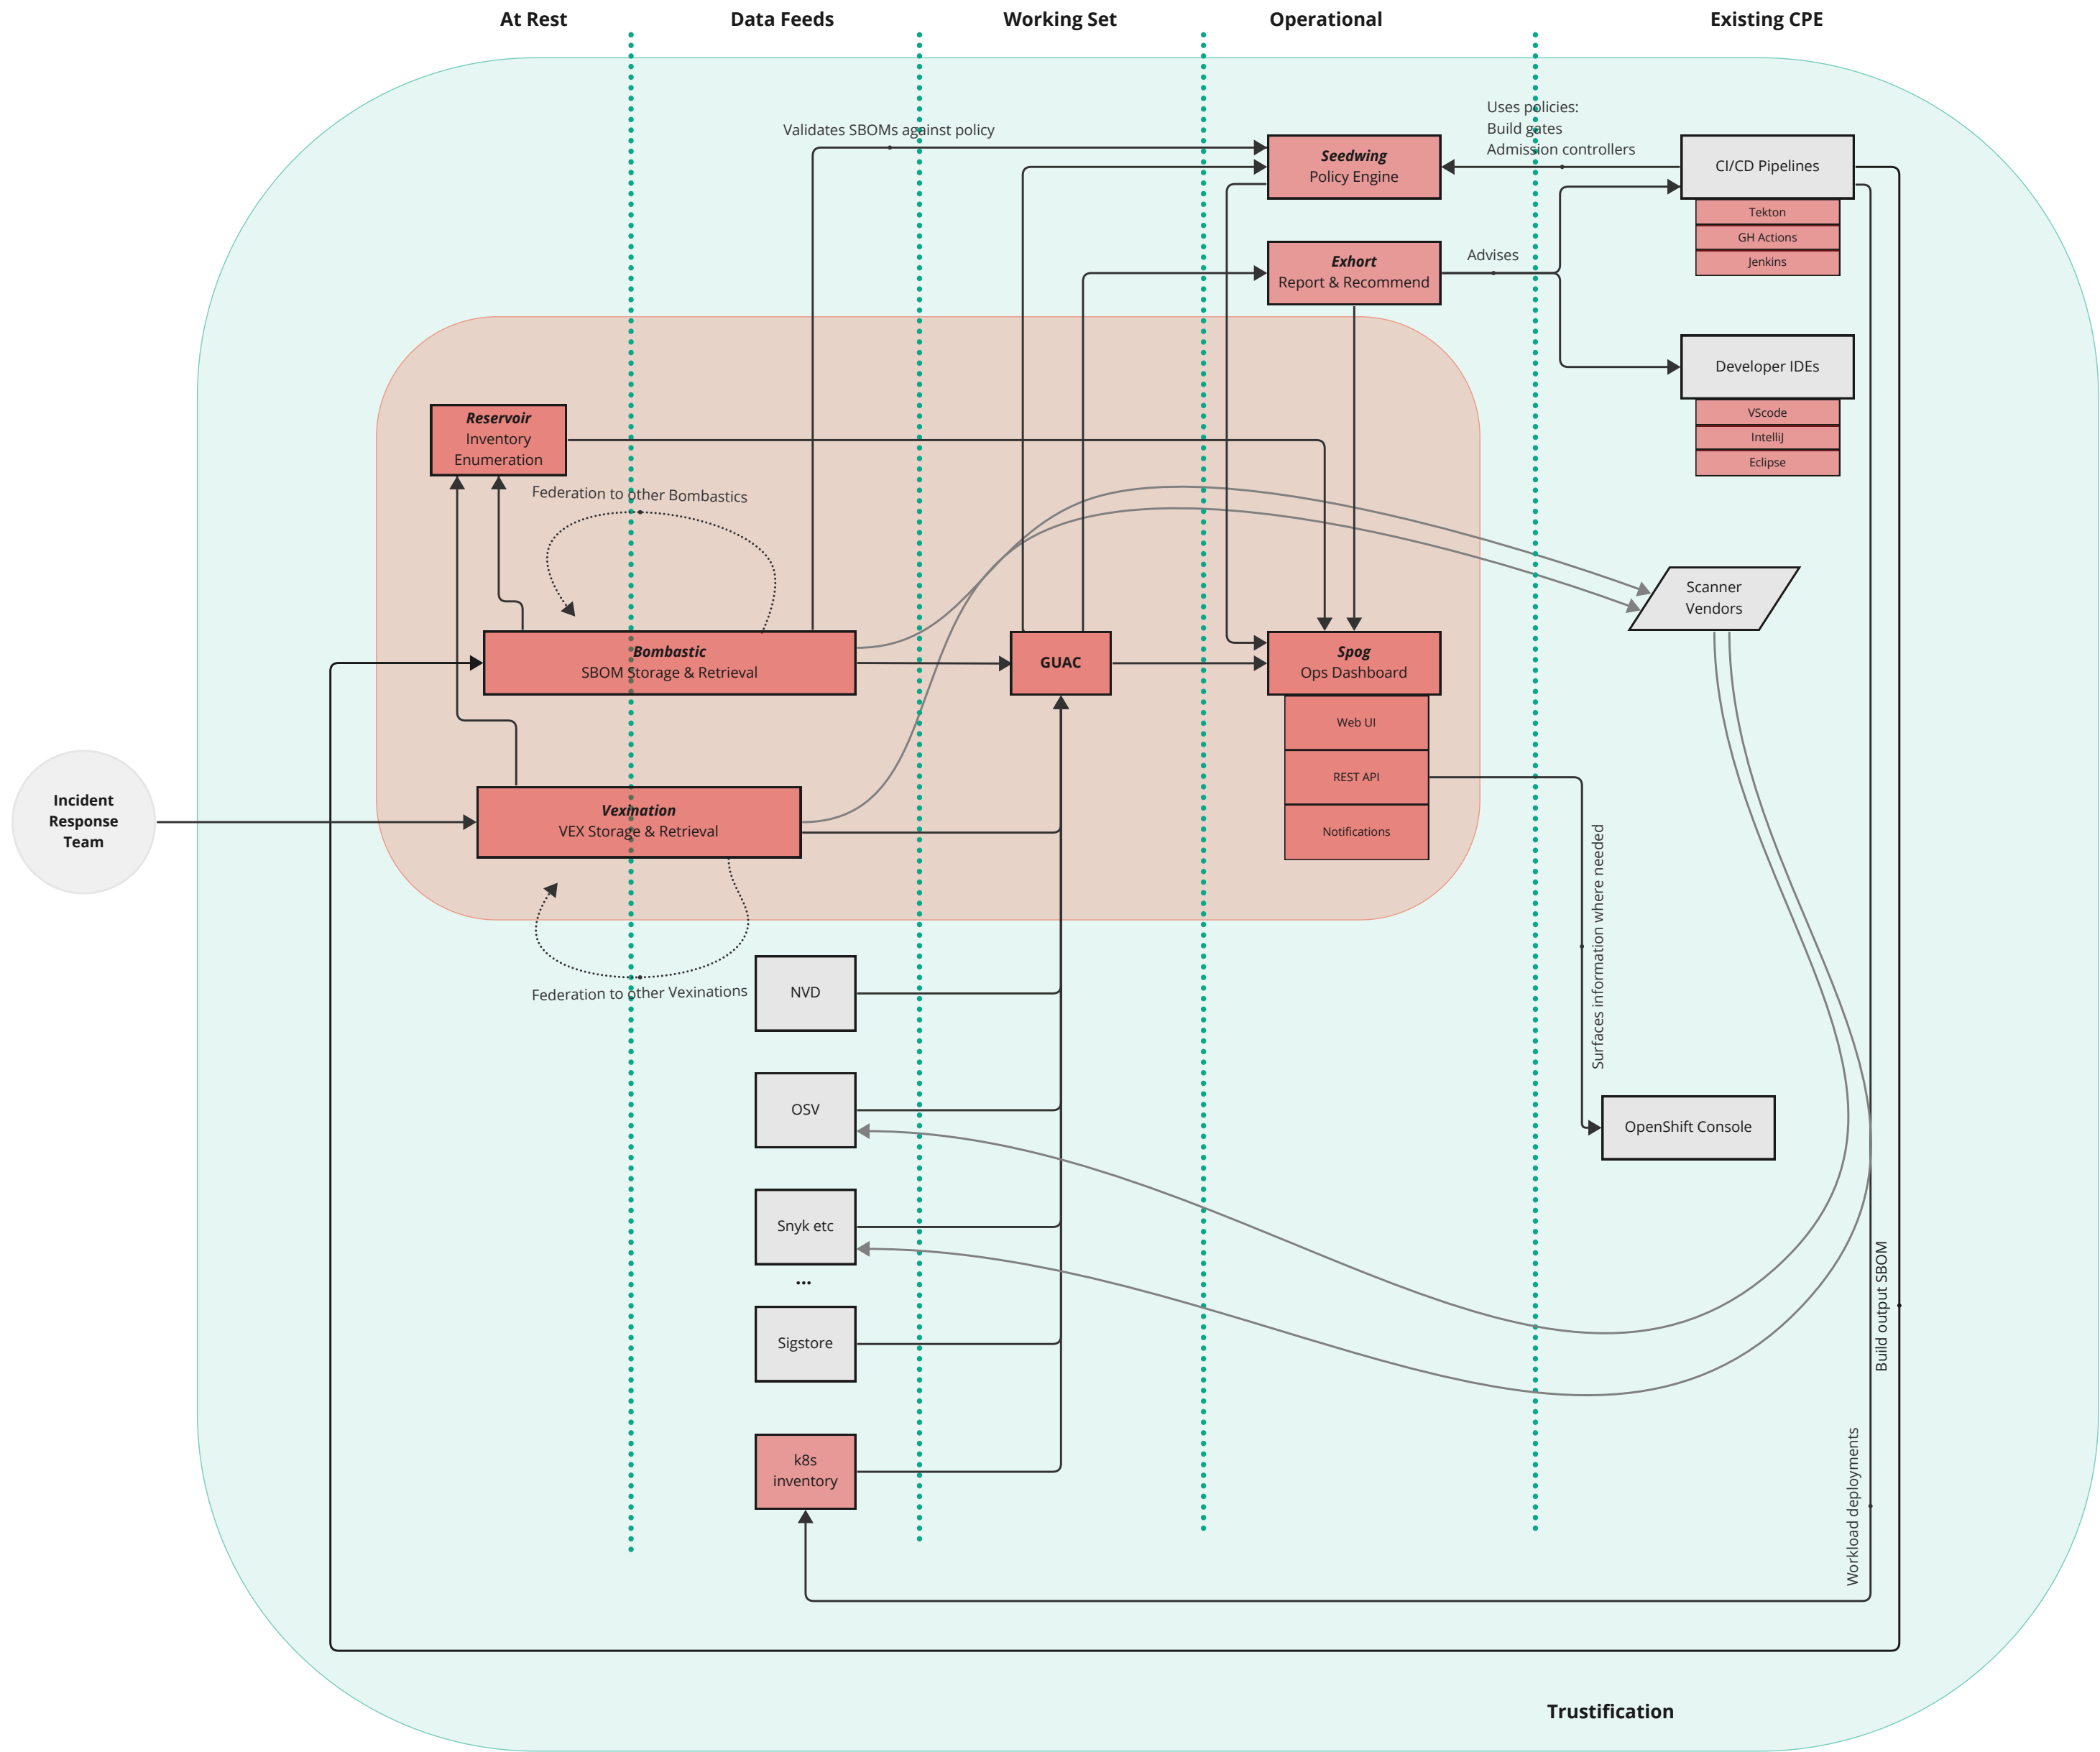 At Rest
Data Feeds
Working Set
Operational
Existing CPE
Uses policies:
Build gates
Admission controllers
Validates SBOMs against policy
Seedwing
Policy Engine
CI/CD Pipelines
Tekton
GH Actions
Jenkins
Exhort
Report & Recommend
Advises
Developer IDEs
VScode
IntelliJ
Eclipse
Reservoir
Inventory
Enumeration
Federation to other Bombastics
Scanner
Vendors
Bombastic
SBOM Storage & Retrieval
GUAC
Spog
Ops Dashboard
Web UI
REST API
Notifications
Incident
Response
Team
Vexination
VEX Storage & Retrieval
Surfaces information where needed
Federation to other Vexinations
NVD
OSV
OpenShift Console
Snyk etc
...
Sigstore
Build output SBOM
k8s
inventory
Workload deployments
Trustification